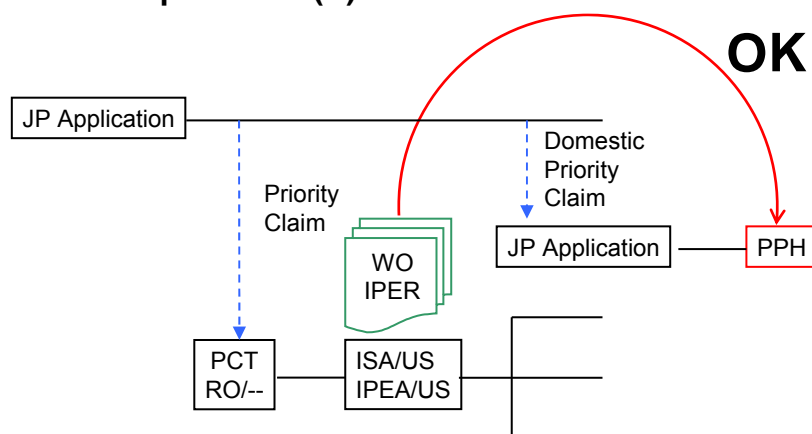 OK
JP Application
Domestic
Priority
Claim
Priority
Claim
JP Application
PPH
WO
IPER
PCT
RO/--
ISA/US
IPEA/US